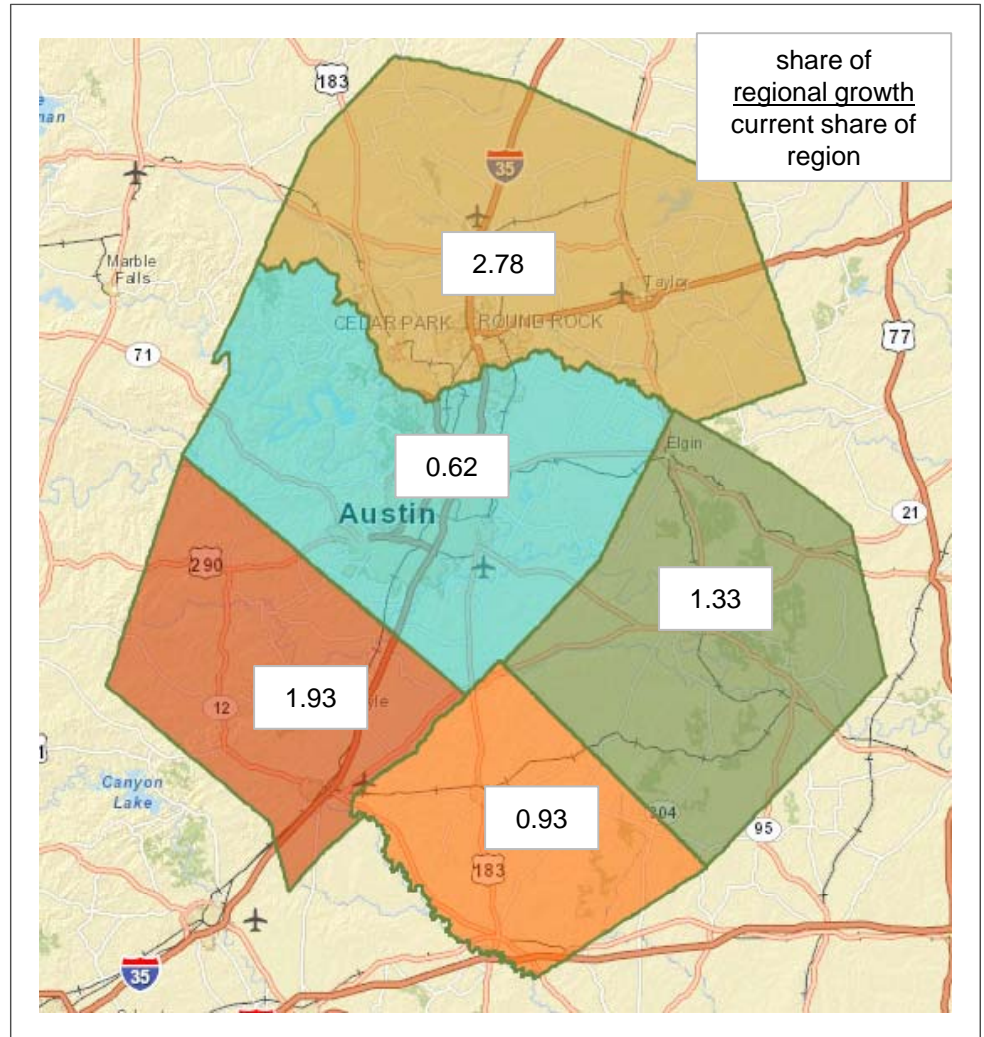 share of
regional growth
current share of
region
183
35
2.78
Marble
Falls
Taylor
CEDAR PARK
ROUND ROCK
77
71
0.62
Elgin
Austin
21
290
1.33
1.93
12
Canyon
Lake
0.93
304
95
183
35